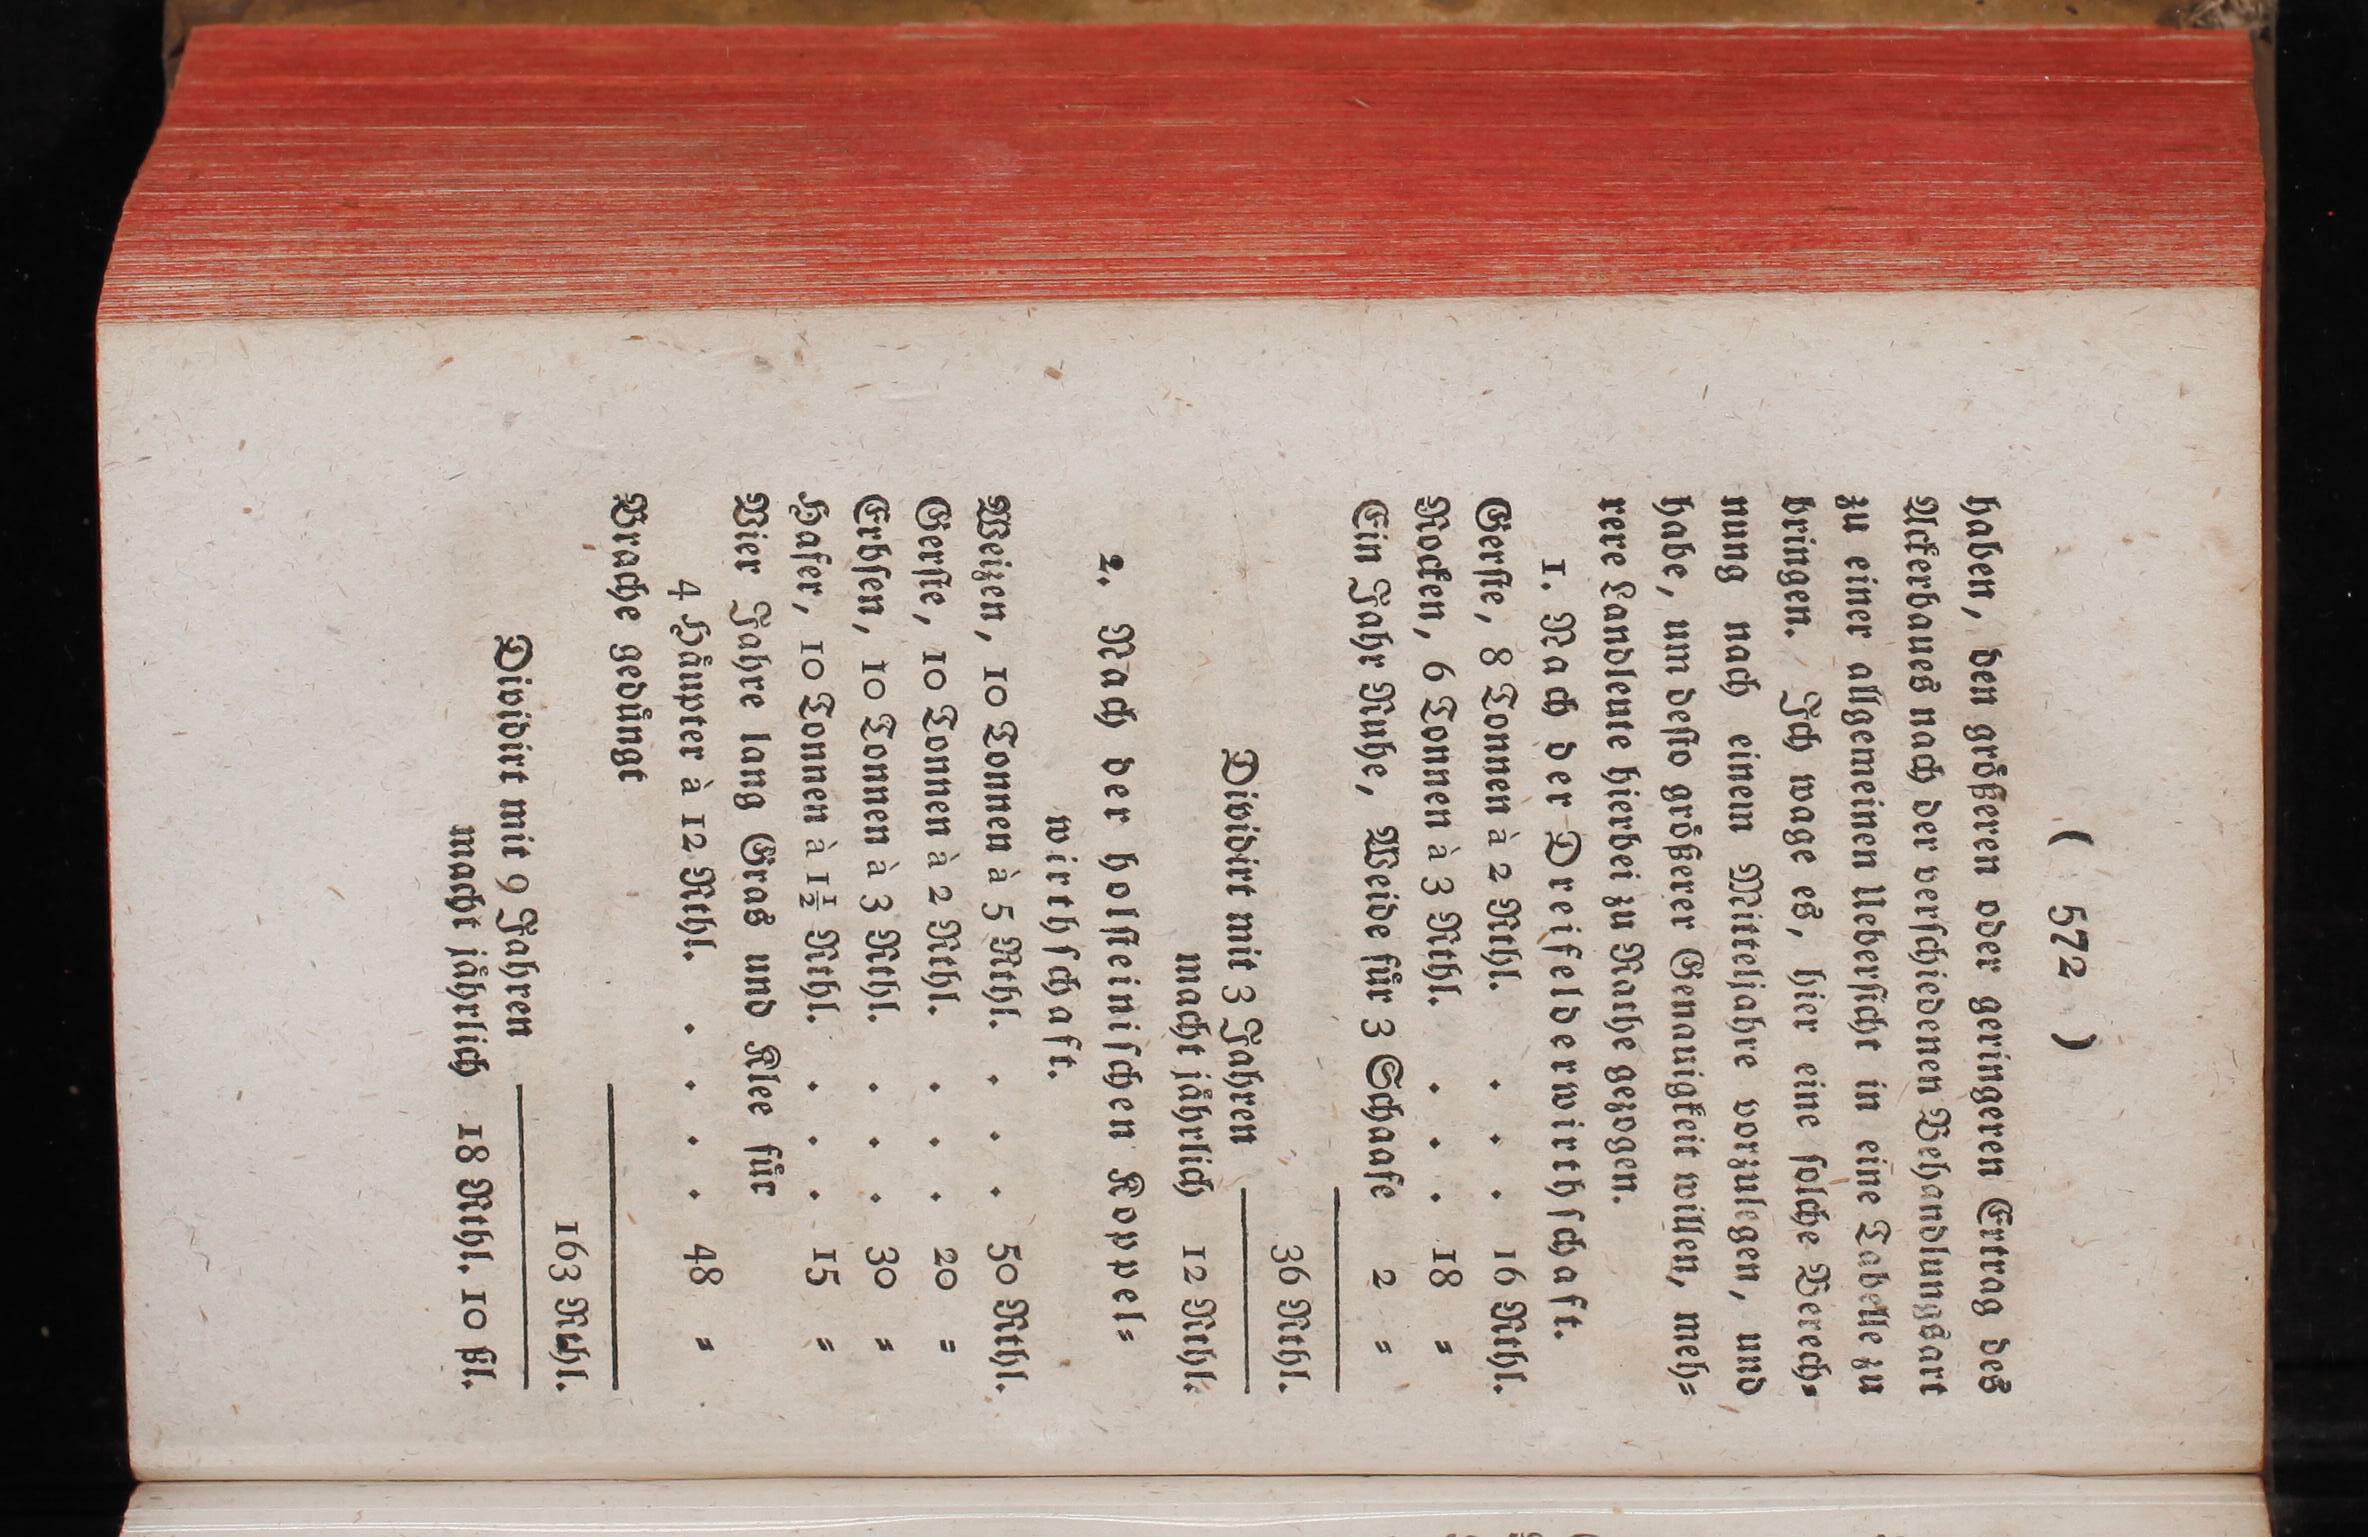 ( 572 )
haben, den größeren oder geringeren Ertrag des
Ackerbaues nach der verschiedenen Behandlungsart
zu einer allgemeinen Uebersicht in eine Tabelle zu
bringen. Ich wage es, hier eine solche Berech=
nung nach einem Mitteljahre vorzulegen, und
habe, um desto größerer Genauigkeit willen, meh=
rere Landleute hierbei zu Rathe gezogen.
1. Nach der Dreifelderwirthschaft.
Gerste, 8 Tonnen à 2 Rthl. . . . 16 Rthl.
Rocken, 6 Tonnen à 3 Rthl. . . . 18 =
Ein Jahr Ruhe, Weide für 3 Schaafe 2 =
36 Rthl.
Dividirt mit 3 Jahren
macht jährlich 12 Rthl.
2. Nach der holsteinischen Koppel=
wirthschaft.
Weizen, 10 Tonnen à 5 Rthl. . . . 50 Rthl.
Gerste, 10 Tonnen à 2 Rthl. . . . 20 =
Erbsen, 10 Tonnen à 3 Rthl. . . . 30 =
Hafer, 10 Tonnen à 1½ Rthl. . . . 15 =
Vier Jahre lang Gras und Klee für
4 Häupter à 12 Rthl. . . . . 48 =
Brache gedüngt
163 Rthl.
Dividirt mit 9 Jahren
macht jährlich 18 Rthl. 10 ßl.